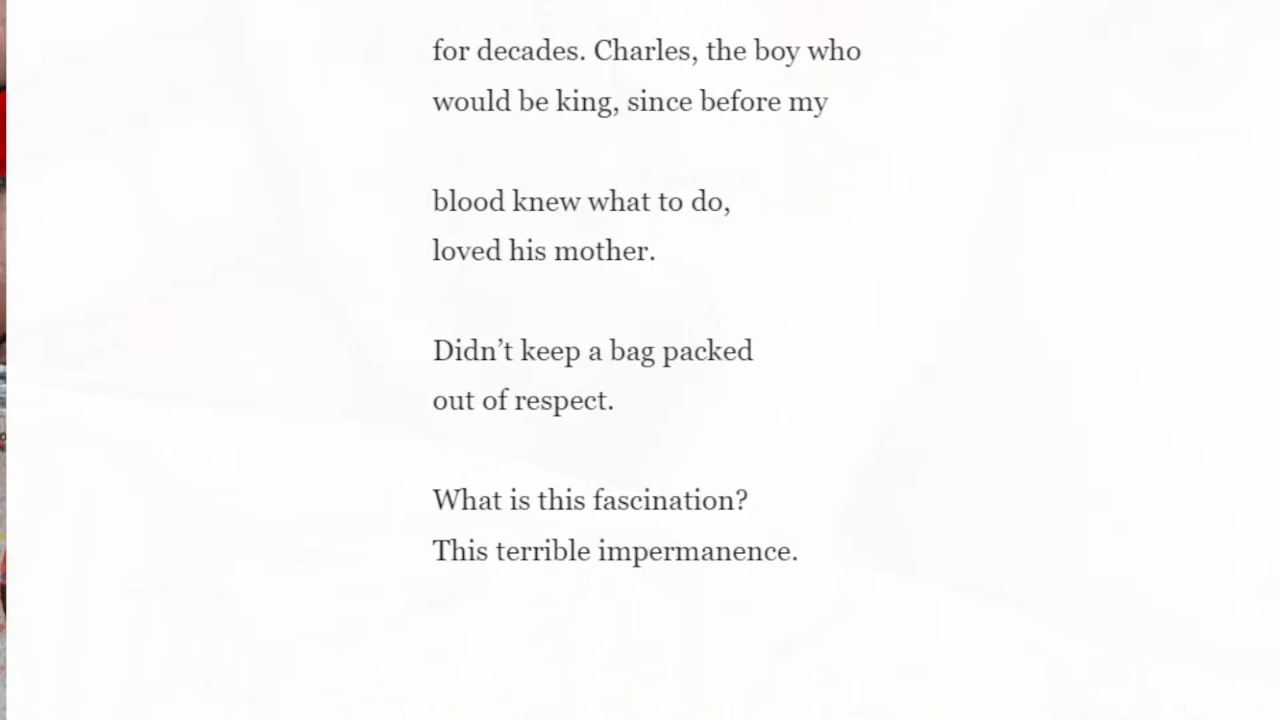 for decades. Charles, the boy who
would be king, since before my
blood knew what to do,
loved his mother.
Didn’t keep a bag packed
out of respect.
What is this fascination?
This terrible impermanence.